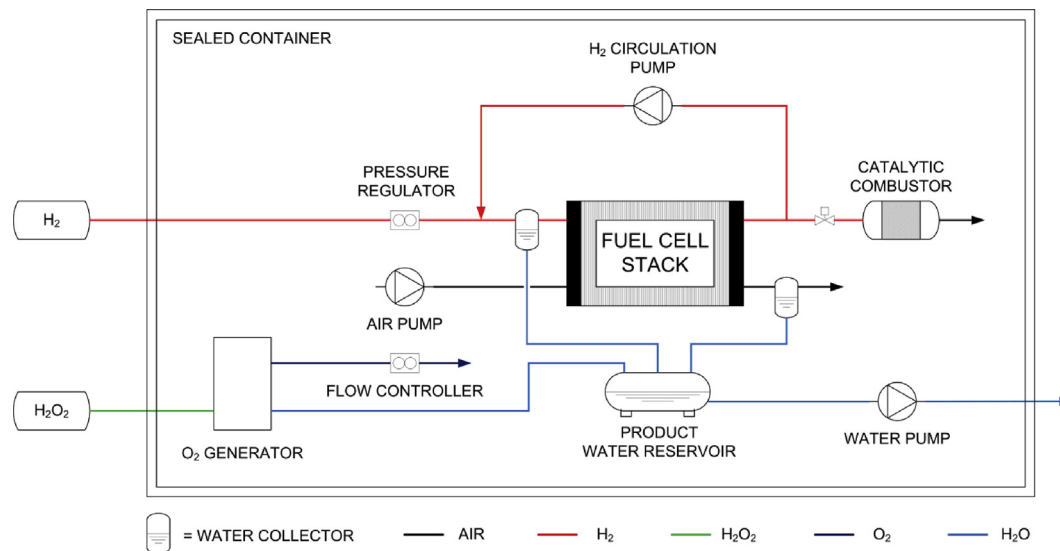 SEALED CONTAINER
H₂ CIRCULATION
PUMP
PRESSURE
REGULATOR
CATALYTIC
COMBUSTOR
H₂
FUEL CELL
STACK
AIR PUMP
FLOW CONTROLLER
H₂O₂
O₂ GENERATOR
PRODUCT
WATER RESERVOIR
WATER PUMP
= WATER COLLECTOR
AIR
H₂
H₂O₂
O₂
H₂O